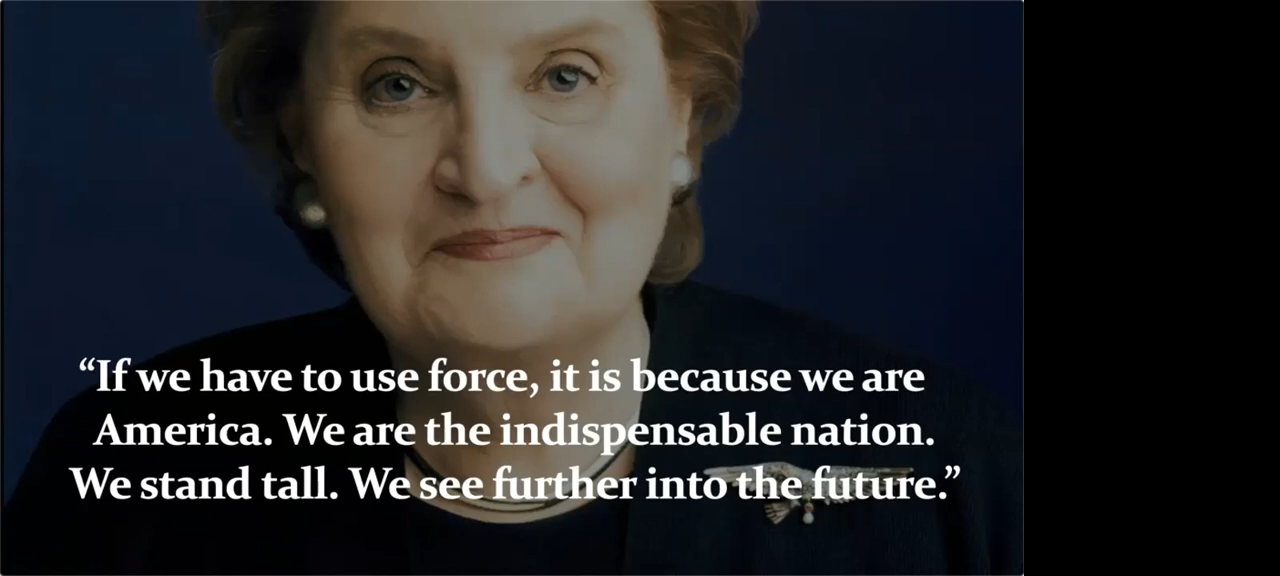 “If we have to use force, it is because we are
America. We are the indispensable nation.
We stand tall. We see further into the future.”